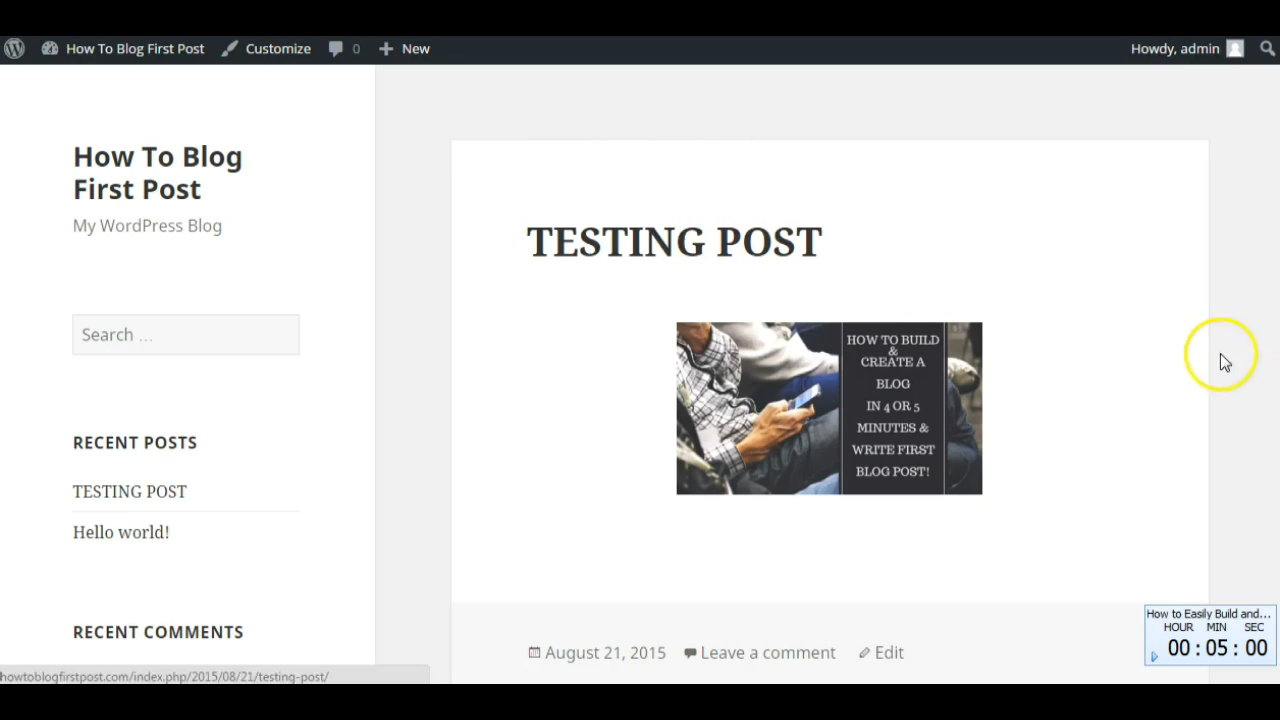 How To Blog First Post Customize 0 New Howdy, admin
How To Blog
First Post
My WordPress Blog
Search …
RECENT POSTS
TESTING POST
Hello world!
RECENT COMMENTS
TESTING POST
HOW TO BUILD
&
CREATE A
BLOG
IN 4 OR 5
MINUTES &
WRITE FIRST
BLOG POST!
August 21, 2015 Leave a comment Edit
How to Easily Build and...
HOUR MIN SEC
00 : 05 : 00
howtoblogfirstpost.com/index.php/2015/08/21/testing-post/